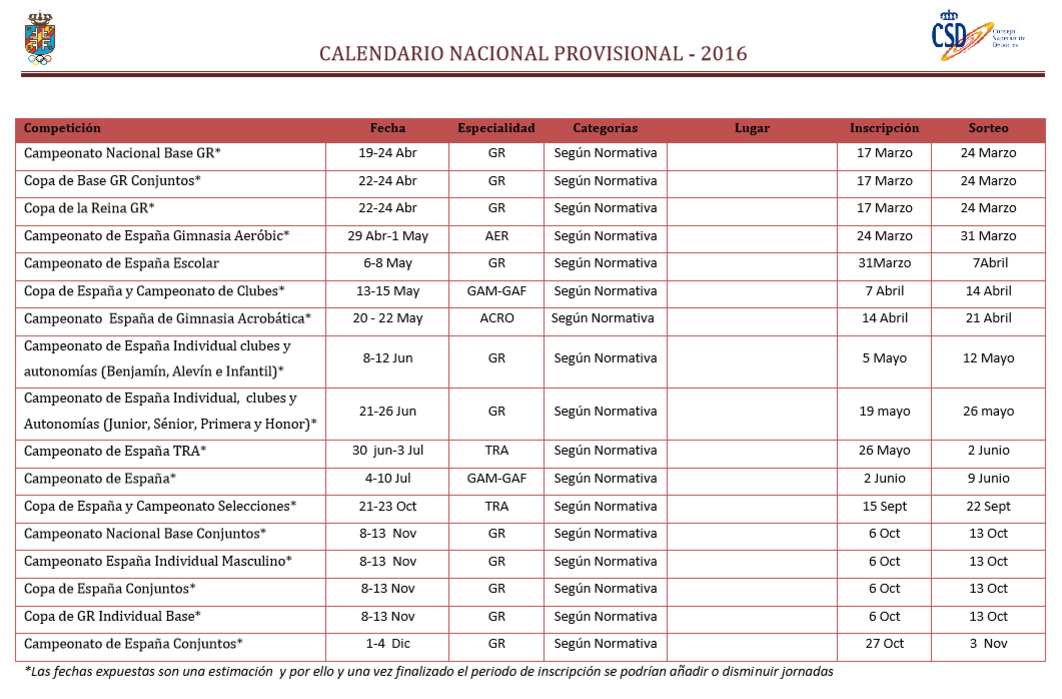 CSD Consejo
Superior de
Deportes
CALENDARIO NACIONAL PROVISIONAL - 2016
Competición Fecha Especialidad Categorías Lugar Inscripción Sorteo
Campeonato Nacional Base GR* 19-24 Abr GR Según Normativa 17 Marzo 24 Marzo
Copa de Base GR Conjuntos* 22-24 Abr GR Según Normativa 17 Marzo 24 Marzo
Copa de la Reina GR* 22-24 Abr GR Según Normativa 17 Marzo 24 Marzo
Campeonato de España Gimnasia Aeróbic* 29 Abr-1 May AER Según Normativa 24 Marzo 31 Marzo
Campeonato de España Escolar 6-8 May GR Según Normativa 31Marzo 7Abril
Copa de España y Campeonato de Clubes* 13-15 May GAM-GAF Según Normativa 7 Abril 14 Abril
Campeonato España de Gimnasia Acrobática* 20 - 22 May ACRO Según Normativa 14 Abril 21 Abril
Campeonato de España Individual clubes y
autonomías (Benjamín, Alevín e Infantil)* 8-12 Jun GR Según Normativa 5 Mayo 12 Mayo
Campeonato de España Individual, clubes y
Autonomías (Junior, Sénior, Primera y Honor)* 21-26 Jun GR Según Normativa 19 mayo 26 mayo
Campeonato de España TRA* 30 jun-3 Jul TRA Según Normativa 26 Mayo 2 Junio
Campeonato de España* 4-10 Jul GAM-GAF Según Normativa 2 Junio 9 Junio
Copa de España y Campeonato Selecciones* 21-23 Oct TRA Según Normativa 15 Sept 22 Sept
Campeonato Nacional Base Conjuntos* 8-13 Nov GR Según Normativa 6 Oct 13 Oct
Campeonato España Individual Masculino* 8-13 Nov GR Según Normativa 6 Oct 13 Oct
Copa de España Conjuntos* 8-13 Nov GR Según Normativa 6 Oct 13 Oct
Copa de GR Individual Base* 8-13 Nov GR Según Normativa 6 Oct 13 Oct
Campeonato de España Conjuntos* 1-4 Dic GR Según Normativa 27 Oct 3 Nov
*Las fechas expuestas son una estimación y por ello y una vez finalizado el periodo de inscripción se podrían añadir o disminuir jornadas